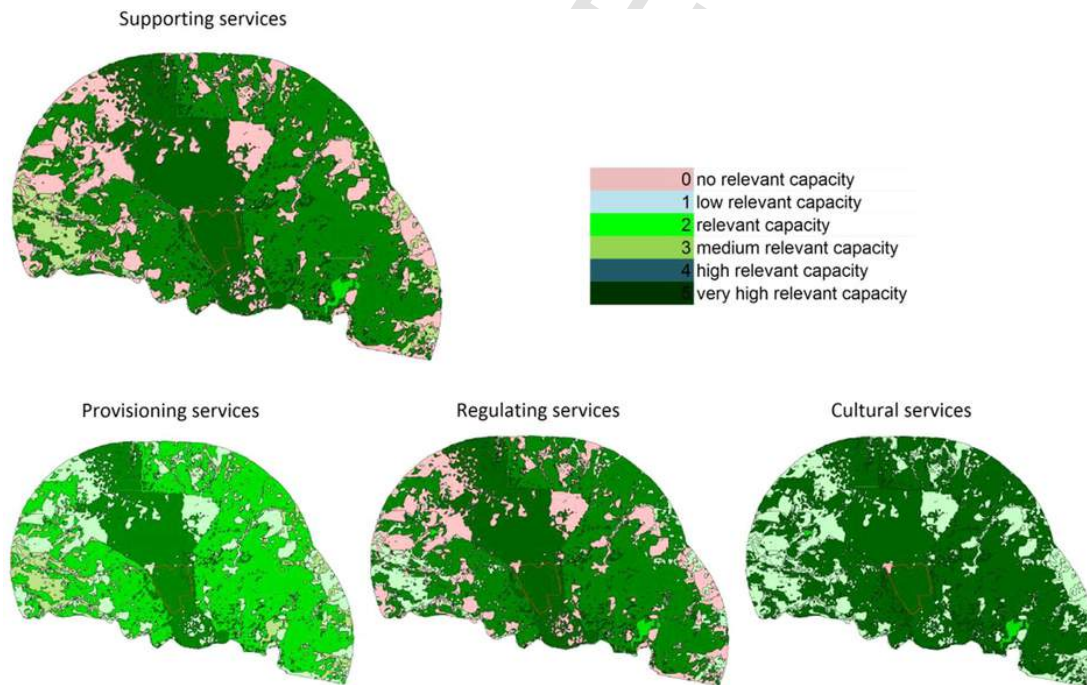 Supporting services
0 no relevant capacity
1 low relevant capacity
2 relevant capacity
3 medium relevant capacity
4 high relevant capacity
5 very high relevant capacity
Provisioning services
Regulating services
Cultural services